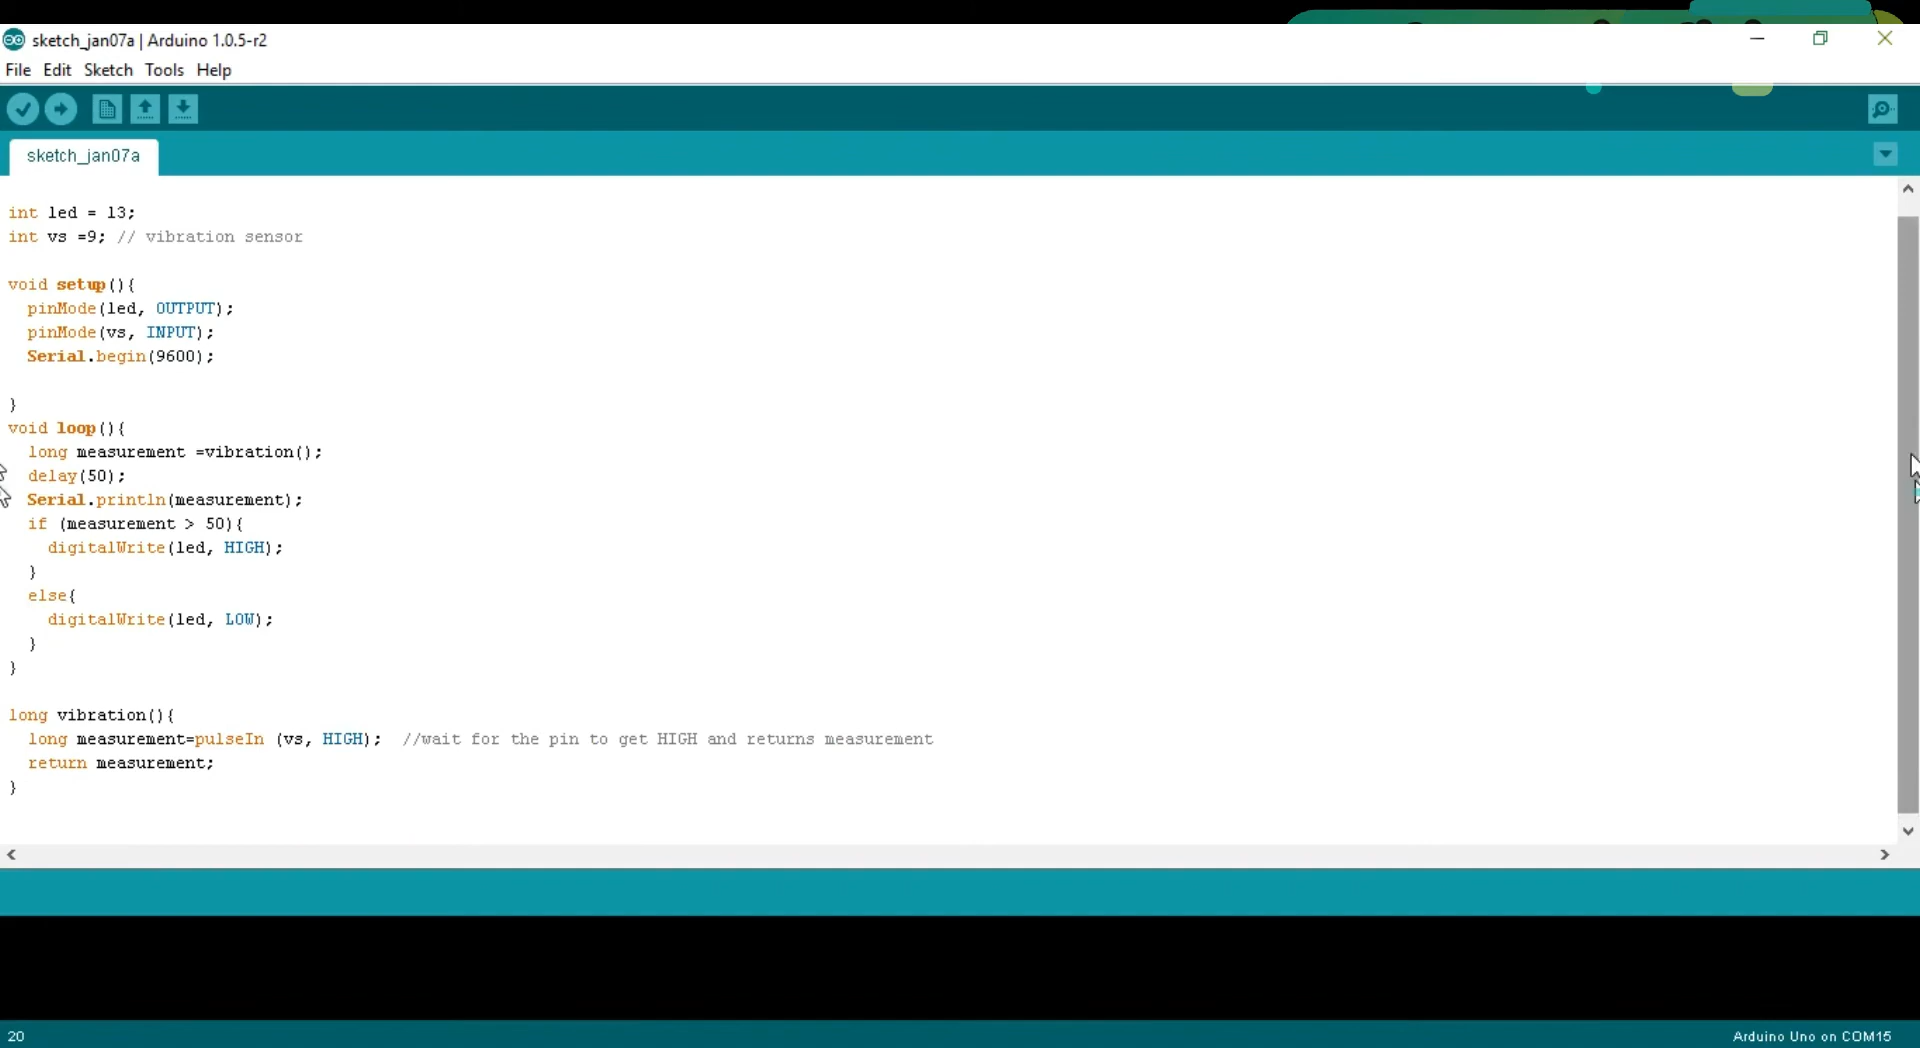 sketch_jan07a | Arduino 1.0.5-r2
File Edit Sketch Tools Help
sketch_jan07a
int led = 13;
int vs =9; // vibration sensor
void setup(){
  pinMode(led, OUTPUT);
  pinMode(vs, INPUT);
  Serial.begin(9600);
}
void loop(){
  long measurement =vibration();
  delay(50);
  Serial.println(measurement);
  if (measurement > 50){
    digitalWrite(led, HIGH);
  }
  else{
    digitalWrite(led, LOW);
  }
}
long vibration(){
  long measurement=pulseIn (vs, HIGH);  //wait for the pin to get HIGH and returns measurement
  return measurement;
}
20
Arduino Uno on COM15